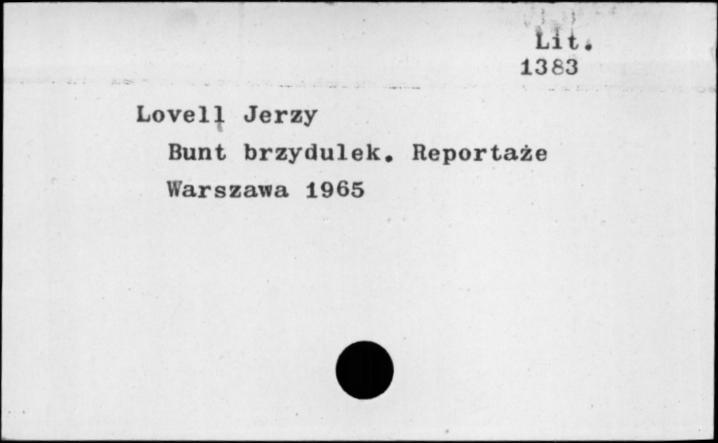 Lit.
1383
Lovell Jerzy
Bunt brzydulek. Reportaże
Warszawa 1965